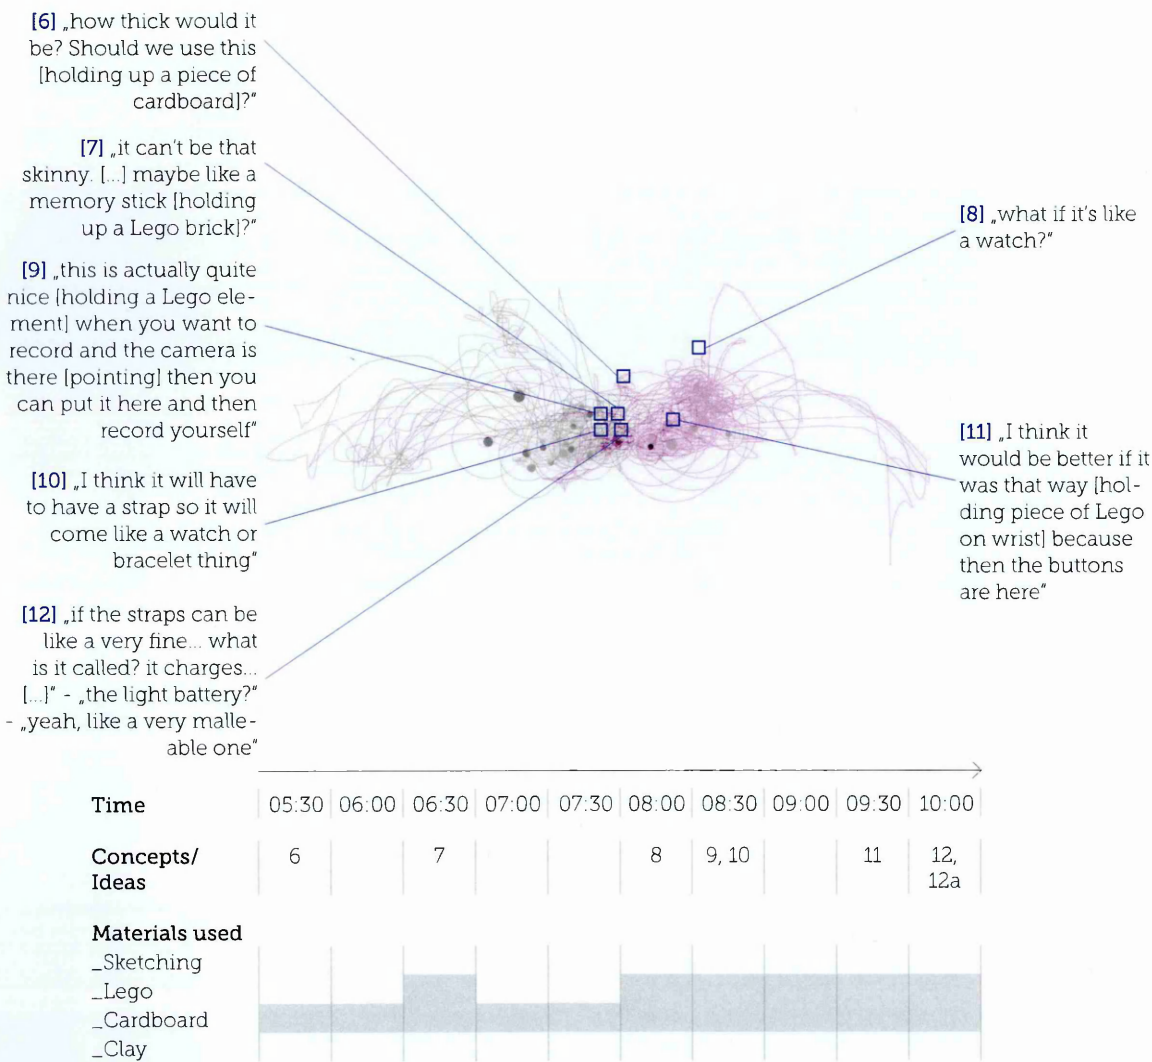 [6] „how thick would it
be? Should we use this
[holding up a piece of
cardboard]?"
[7] „it can't be that
skinny. [...] maybe like a
memory stick [holding
up a Lego brick]?"
[9] „this is actually quite
nice [holding a Lego ele-
ment] when you want to
record and the camera is
there [pointing] then you
can put it here and then
record yourself"
[10] „I think it will have
to have a strap so it will
come like a watch or
bracelet thing"
[12] „if the straps can be
like a very fine... what
is it called? it charges...
[...]" - „the light battery?"
- „yeah, like a very malle-
able one"
[8] „what if it's like
a watch?"
[11] „I think it
would be better if it
was that way [hol-
ding piece of Lego
on wrist] because
then the buttons
are here"
Time 05:30 06:00 06:30 07:00 07:30 08:00 08:30 09:00 09:30 10:00
Concepts/ 6 7 8 9, 10 11 12,
Ideas 12a
Materials used
_Sketching
_Lego
_Cardboard
_Clay